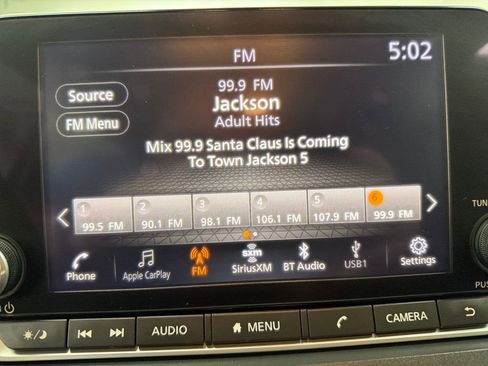 FM
5:02
Source
FM Menu
99.9 FM
Jackson
Adult Hits
Mix 99.9 Santa Claus Is Coming
To Town Jackson 5
1 2 3 4 5 6
99.5 FM 90.1 FM 98.1 FM 106.1 FM 107.9 FM 99.9 FM
Phone
Apple CarPlay
FM
sxm
SiriusXM
BT Audio
USB1
Settings
TUN
PUS
AUDIO
MENU
CAMERA